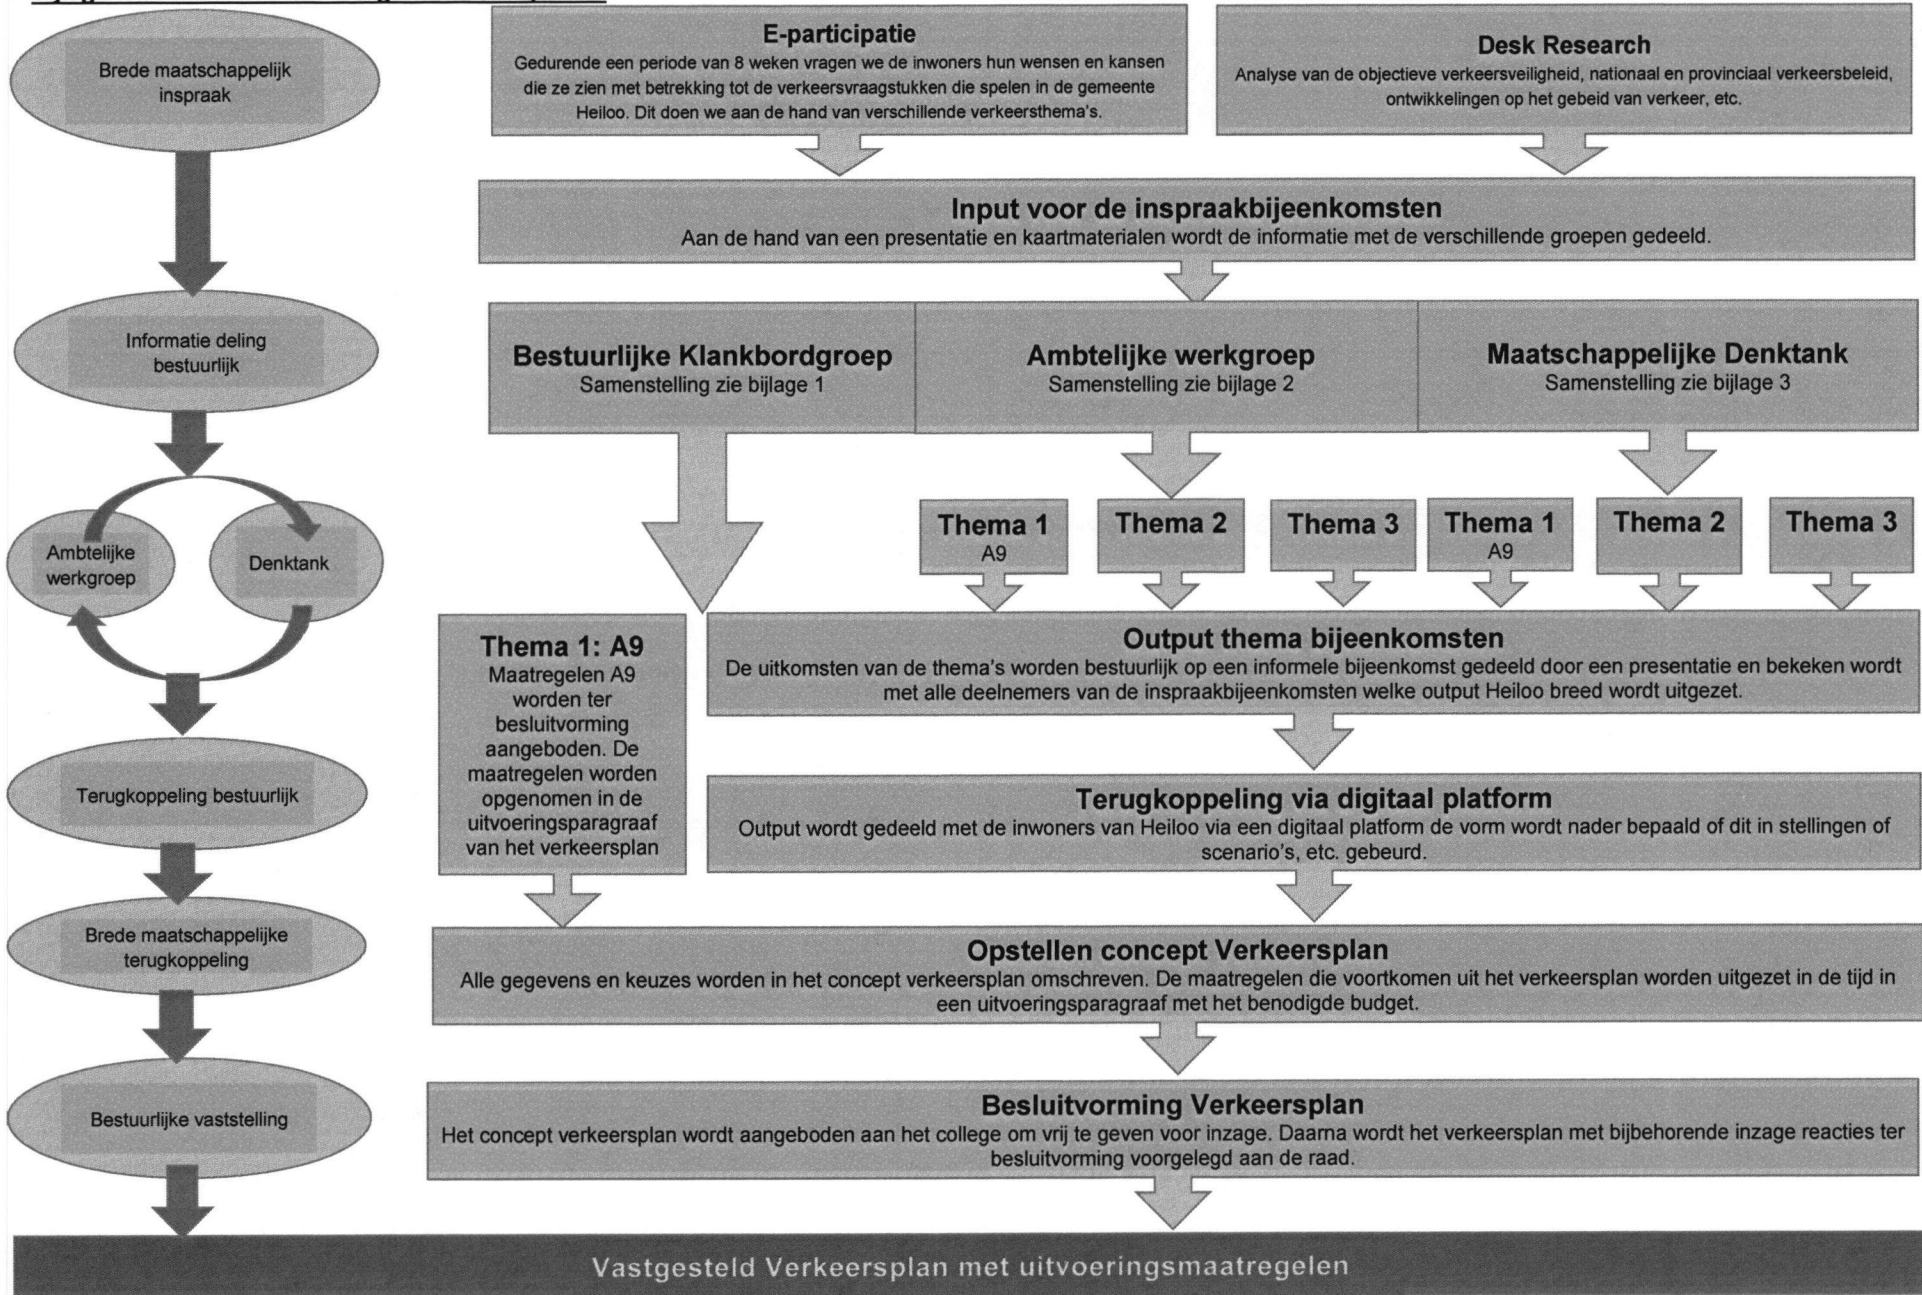 Brede maatschappelijk
inspraak
Informatie deling
bestuurlijk
Ambtelijke
werkgroep
Denktank
Terugkoppeling bestuurlijk
Brede maatschappelijke
terugkoppeling
Bestuurlijke vaststelling
E-participatie
Gedurende een periode van 8 weken vragen we de inwoners hun wensen en kansen
die ze zien met betrekking tot de verkeersvraagstukken die spelen in de gemeente
Heiloo. Dit doen we aan de hand van verschillende verkeersthema's.
Desk Research
Analyse van de objectieve verkeersveiligheid, nationaal en provinciaal verkeersbeleid,
ontwikkelingen op het gebeid van verkeer, etc.
Input voor de inspraakbijeenkomsten
Aan de hand van een presentatie en kaartmaterialen wordt de informatie met de verschillende groepen gedeeld.
Bestuurlijke Klankbordgroep
Samenstelling zie bijlage 1
Ambtelijke werkgroep
Samenstelling zie bijlage 2
Maatschappelijke Denktank
Samenstelling zie bijlage 3
Thema 1
A9
Thema 2
Thema 3
Thema 1
A9
Thema 2
Thema 3
Thema 1: A9
Maatregelen A9
worden ter
besluitvorming
aangeboden. De
maatregelen worden
opgenomen in de
uitvoeringsparagraaf
van het verkeersplan
Output thema bijeenkomsten
De uitkomsten van de thema's worden bestuurlijk op een informele bijeenkomst gedeeld door een presentatie en bekeken wordt
met alle deelnemers van de inspraakbijeenkomsten welke output Heiloo breed wordt uitgezet.
Terugkoppeling via digitaal platform
Output wordt gedeeld met de inwoners van Heiloo via een digitaal platform de vorm wordt nader bepaald of dit in stellingen of
scenario's, etc. gebeurd.
Opstellen concept Verkeersplan
Alle gegevens en keuzes worden in het concept verkeersplan omschreven. De maatregelen die voortkomen uit het verkeersplan worden uitgezet in de tijd in
een uitvoeringsparagraaf met het benodigde budget.
Besluitvorming Verkeersplan
Het concept verkeersplan wordt aangeboden aan het college om vrij te geven voor inzage. Daarna wordt het verkeersplan met bijbehorende inzage reacties ter
besluitvorming voorgelegd aan de raad.
Vastgesteld Verkeersplan met uitvoeringsmaatregelen